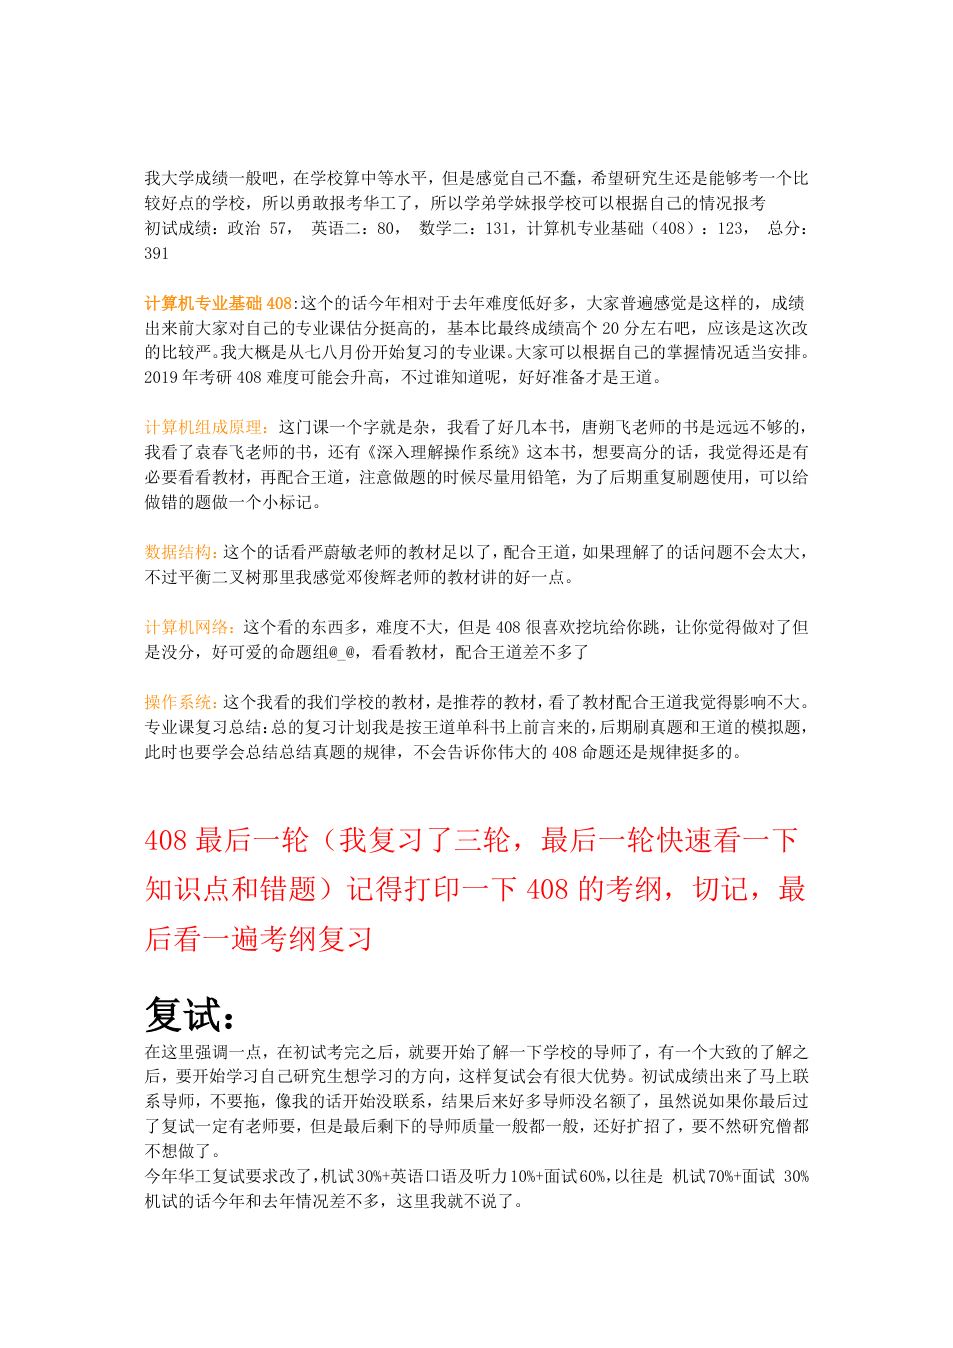 我大学成绩一般吧，在学校算中等水平，但是感觉自己不蠢，希望研究生还是能够考一个比
较好点的学校，所以勇敢报考华工了，所以学弟学妹报学校可以根据自己的情况报考
初试成绩：政治 57， 英语二：80， 数学二：131，计算机专业基础（408）：123， 总分：
391
计算机专业基础 408:这个的话今年相对于去年难度低好多，大家普遍感觉是这样的，成绩
出来前大家对自己的专业课估分挺高的，基本比最终成绩高个 20 分左右吧，应该是这次改
的比较严。我大概是从七八月份开始复习的专业课。大家可以根据自己的掌握情况适当安排。
2019 年考研 408 难度可能会升高，不过谁知道呢，好好准备才是王道。
计算机组成原理：这门课一个字就是杂，我看了好几本书，唐朔飞老师的书是远远不够的，
我看了袁春飞老师的书，还有《深入理解操作系统》这本书，想要高分的话，我觉得还是有
必要看看教材，再配合王道，注意做题的时候尽量用铅笔，为了后期重复刷题使用，可以给
做错的题做一个小标记。
数据结构：这个的话看严蔚敏老师的教材足以了，配合王道，如果理解了的话问题不会太大，
不过平衡二叉树那里我感觉邓俊辉老师的教材讲的好一点。
计算机网络：这个看的东西多，难度不大，但是 408 很喜欢挖坑给你跳，让你觉得做对了但
是没分，好可爱的命题组@_@，看看教材，配合王道差不多了
操作系统：这个我看的我们学校的教材，是推荐的教材，看了教材配合王道我觉得影响不大。
专业课复习总结：总的复习计划我是按王道单科书上前言来的，后期刷真题和王道的模拟题，
此时也要学会总结总结真题的规律，不会告诉你伟大的 408 命题还是规律挺多的。
408 最后一轮（我复习了三轮，最后一轮快速看一下
知识点和错题）记得打印一下 408 的考纲，切记，最
后看一遍考纲复习
复试：
在这里强调一点，在初试考完之后，就要开始了解一下学校的导师了，有一个大致的了解之
后，要开始学习自己研究生想学习的方向，这样复试会有很大优势。初试成绩出来了马上联
系导师，不要拖，像我的话开始没联系，结果后来好多导师没名额了，虽然说如果你最后过
了复试一定有老师要，但是最后剩下的导师质量一般都一般，还好扩招了，要不然研究僧都
不想做了。
今年华工复试要求改了，机试 30%+英语口语及听力 10%+面试 60%，以往是 机试 70%+面试 30%
机试的话今年和去年情况差不多，这里我就不说了。